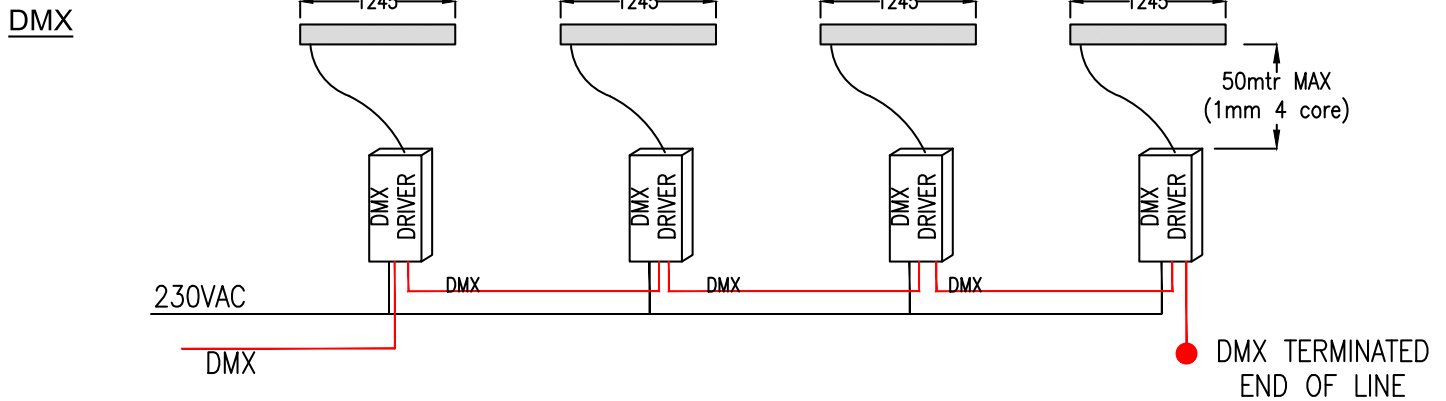 DMX
1245 1245 1245 1245
50mtr MAX
(1mm 4 core)
DMX DRIVER
DMX DRIVER
DMX DRIVER
DMX DRIVER
DMX DMX DMX
230VAC
DMX
DMX TERMINATED
END OF LINE